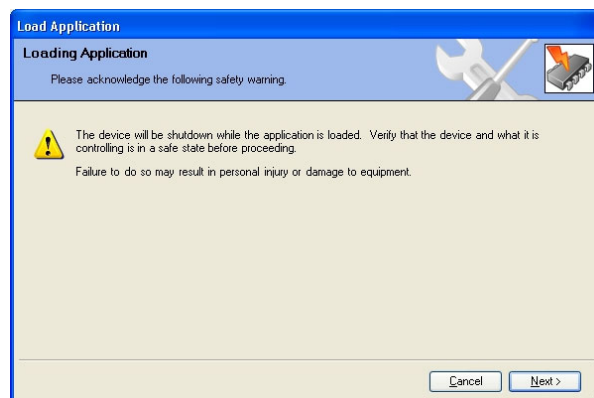 Load Application
Loading Application
Please acknowledge the following safety warning.
The device will be shutdown while the application is loaded. Verify that the device and what it is
controlling is in a safe state before proceeding.
Failure to do so may result in personal injury or damage to equipment.
Cancel
Next >